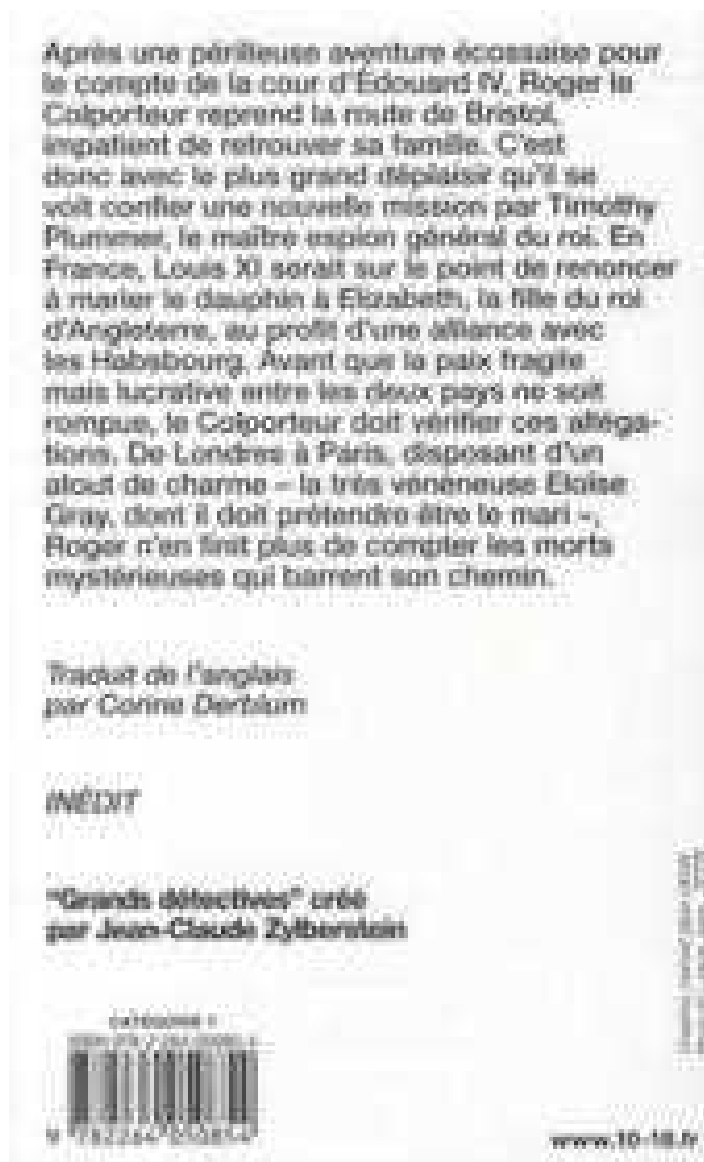 Après une périlleuse aventure écossaise pour
le compte de la cour d'Édouard IV, Roger le
Colporteur reprend la route de Bristol,
impatient de retrouver sa famille. C'est
donc avec le plus grand déplaisir qu'il se
voit confier une nouvelle mission par Timothy
Plummer, le maître espion général du roi. En
France, Louis XI serait sur le point de renoncer
à marier le dauphin à Elizabeth, la fille du roi
d'Angleterre, au profit d'une alliance avec
les Habsbourg. Avant que la paix fragile
mais lucrative entre les deux pays ne soit
rompue, le Colporteur doit vérifier ces alléga-
tions. De Londres à Paris, disposant d'un
atout de charme – la très vénéneuse Eloïse
Gray, dont il doit prétendre être le mari –,
Roger n'en finit plus de compter les morts
mystérieuses qui barrent son chemin.
Traduit de l'anglais
par Corine Derblum
INÉDIT
"Grands détectives" créé
par Jean-Claude Zylberstein
CATÉGORIE
9 782264 050854
www.10-18.fr